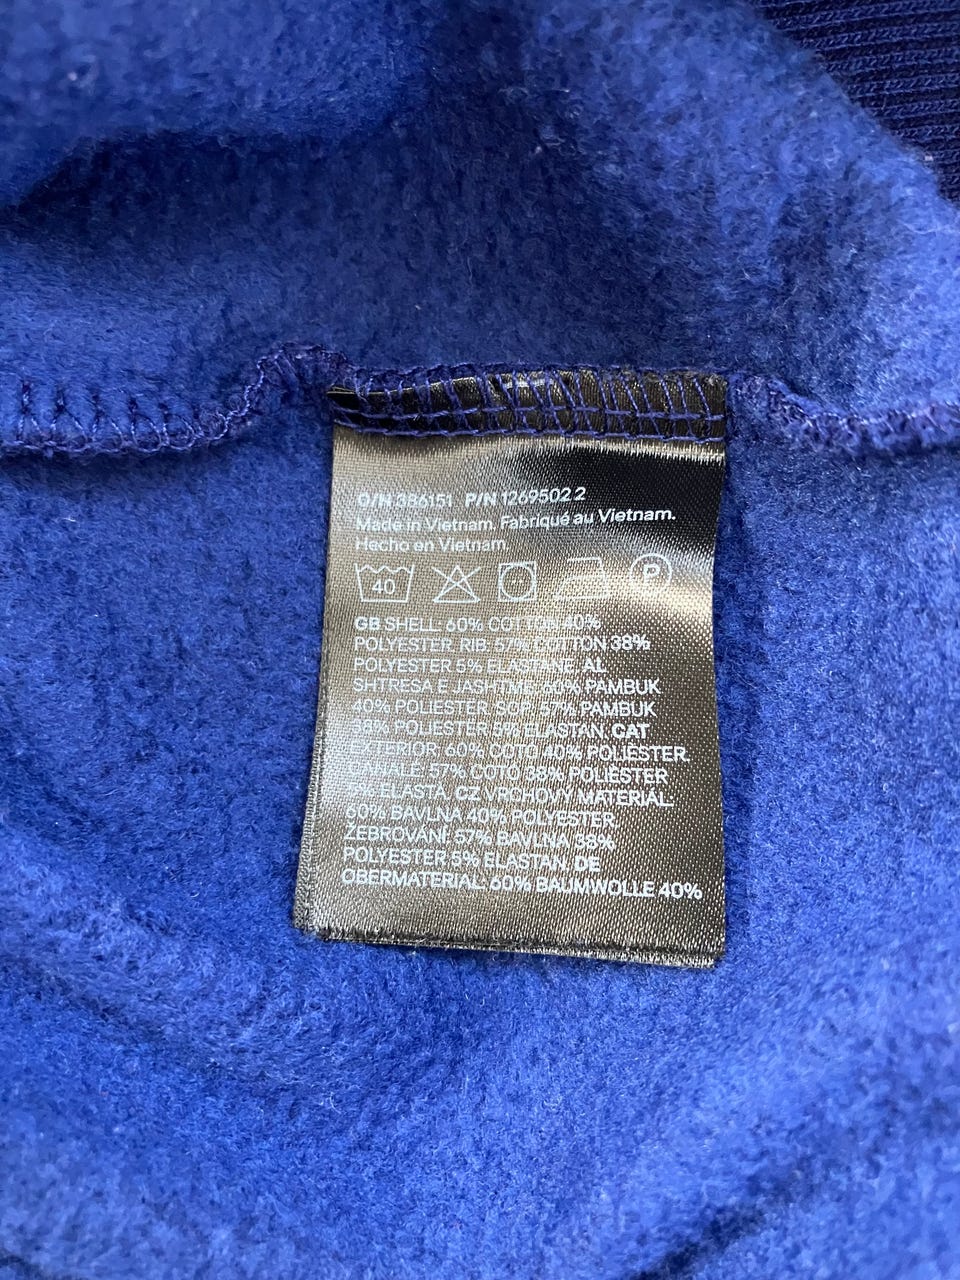 O/N 386151 P/N 1269502 2
Made in Vietnam. Fabriqué au Vietnam.
Hecho en Vietnam.
40 P
GB SHELL: 60% COTTON 40%
POLYESTER. RIB: 57% COTTON 38%
POLYESTER 5% ELASTANE. AL
SHTRESA E JASHTME: 60% PAMBUK
40% POLIESTER. 57% PAMBUK
38% POLIESTER 5% ELASTAN. CAT
EXTERIOR: 60% COTÓ 40% POLIÈSTER.
57% COTÓ 38% POLIÈSTER
5% ELASTÀ. CZ VRCHOVÝ MATERIÁL:
60% BAVLNA 40% POLYESTER.
ŽEBROVÁNÍ: 57% BAVLNA 38%
POLYESTER 5% ELASTAN. DE
OBERMATERIAL: 60% BAUMWOLLE 40%